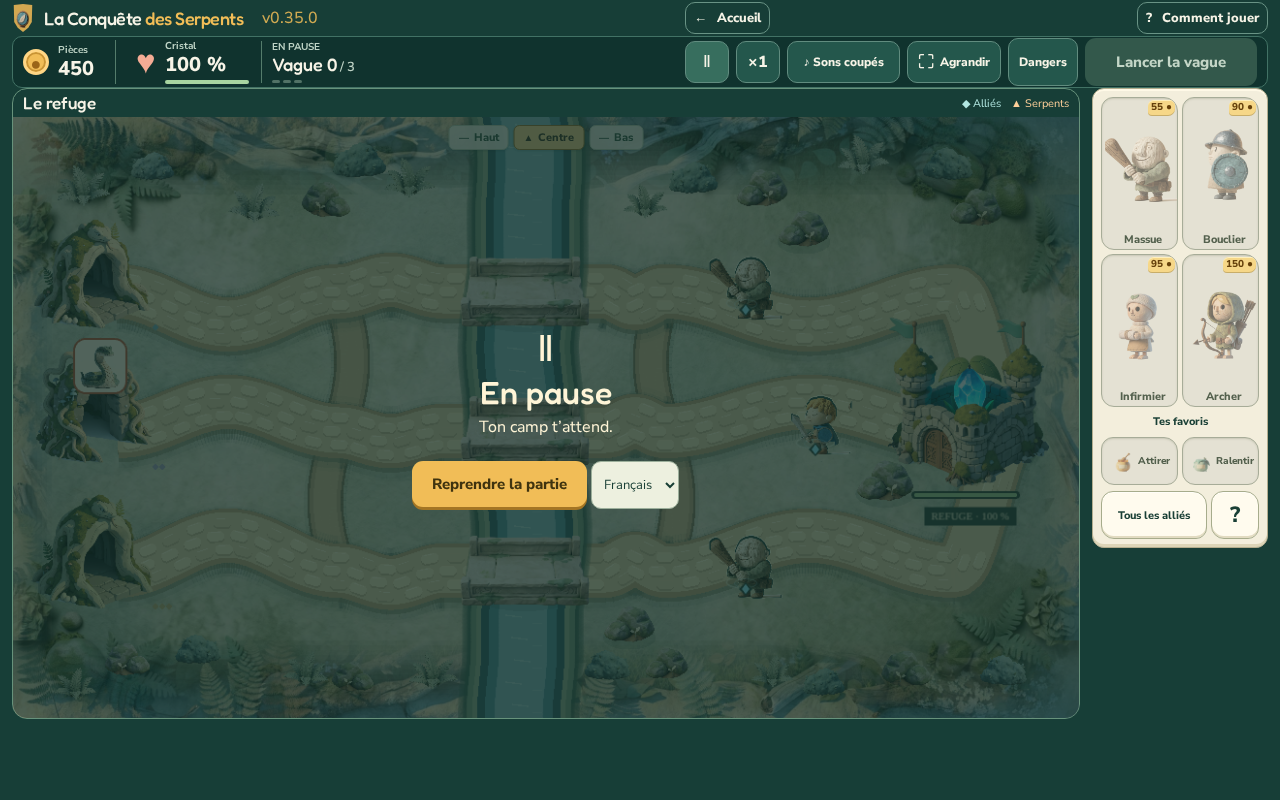 La Conquête des Serpents v0.35.0
← Accueil
? Comment jouer
Pièces
450
Cristal
100 %
EN PAUSE
Vague 0 / 3
×1
♪ Sons coupés
Agrandir
Dangers
Lancer la vague
Le refuge
◆ Alliés ▲ Serpents
— Haut
▲ Centre
— Bas
En pause
Ton camp t'attend.
Reprendre la partie
Français
REFUGE · 100 %
55
Massue
90
Bouclier
95
Infirmier
150
Archer
Tes favoris
Attirer
Ralentir
Tous les alliés
?